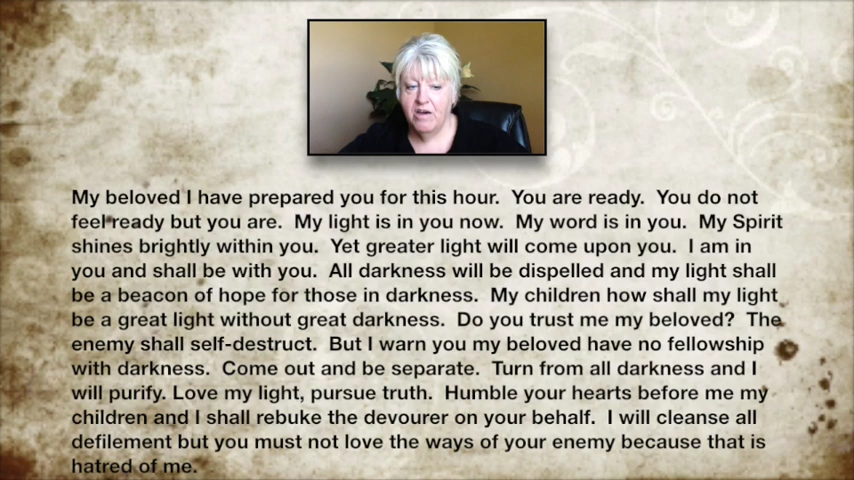 My beloved I have prepared you for this hour.  You are ready.  You do not
feel ready but you are.  My light is in you now.  My word is in you.  My Spirit
shines brightly within you.  Yet greater light will come upon you.  I am in
you and shall be with you.  All darkness will be dispelled and my light shall
be a beacon of hope for those in darkness.  My children how shall my light
be a great light without great darkness.  Do you trust me my beloved?  The
enemy shall self-destruct.  But I warn you my beloved have no fellowship
with darkness.  Come out and be separate.  Turn from all darkness and I
will purify. Love my light, pursue truth.  Humble your hearts before me my
children and I shall rebuke the devourer on your behalf.  I will cleanse all
defilement but you must not love the ways of your enemy because that is
hatred of me.